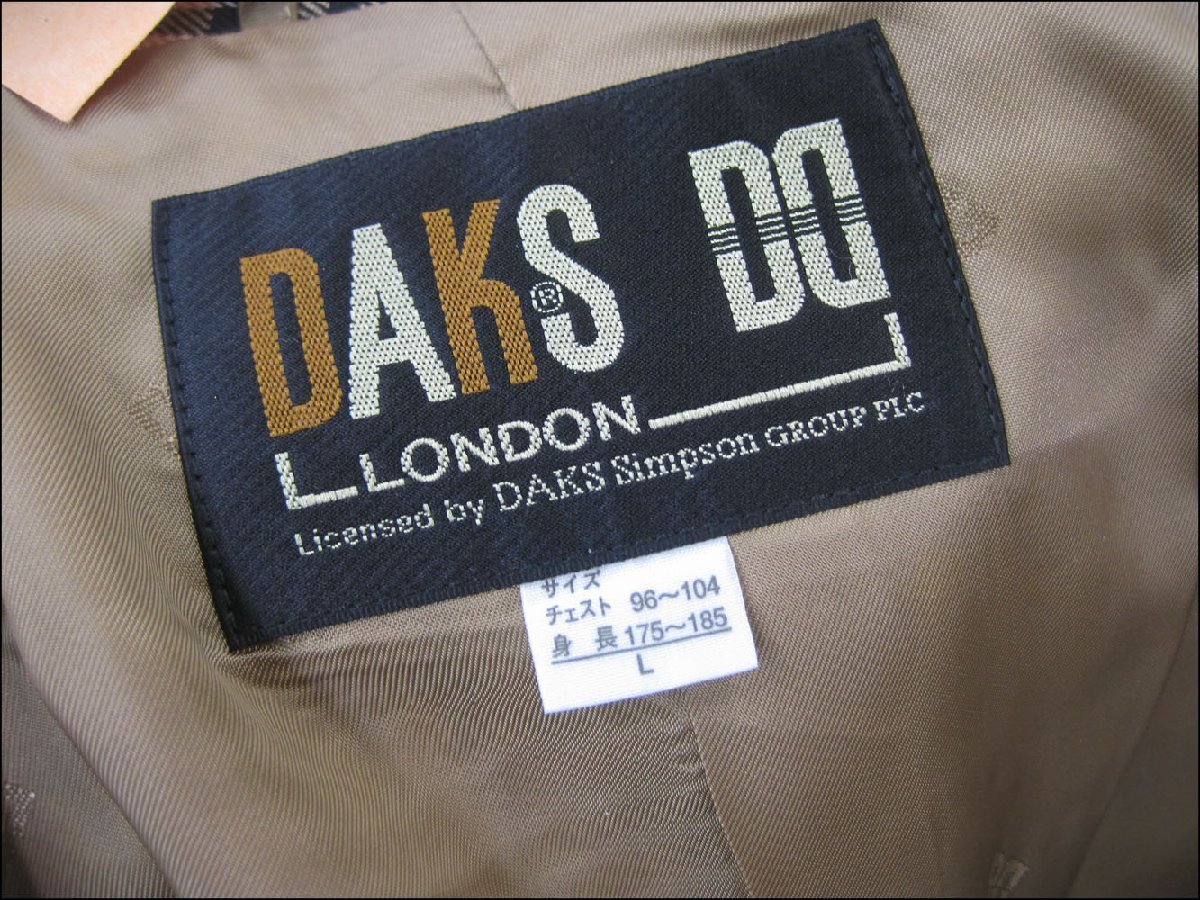 DAKS® DD
LONDON
Licensed by DAKS Simpson GROUP PLC
サイズ
チェスト 96～104
身長 175～185
L